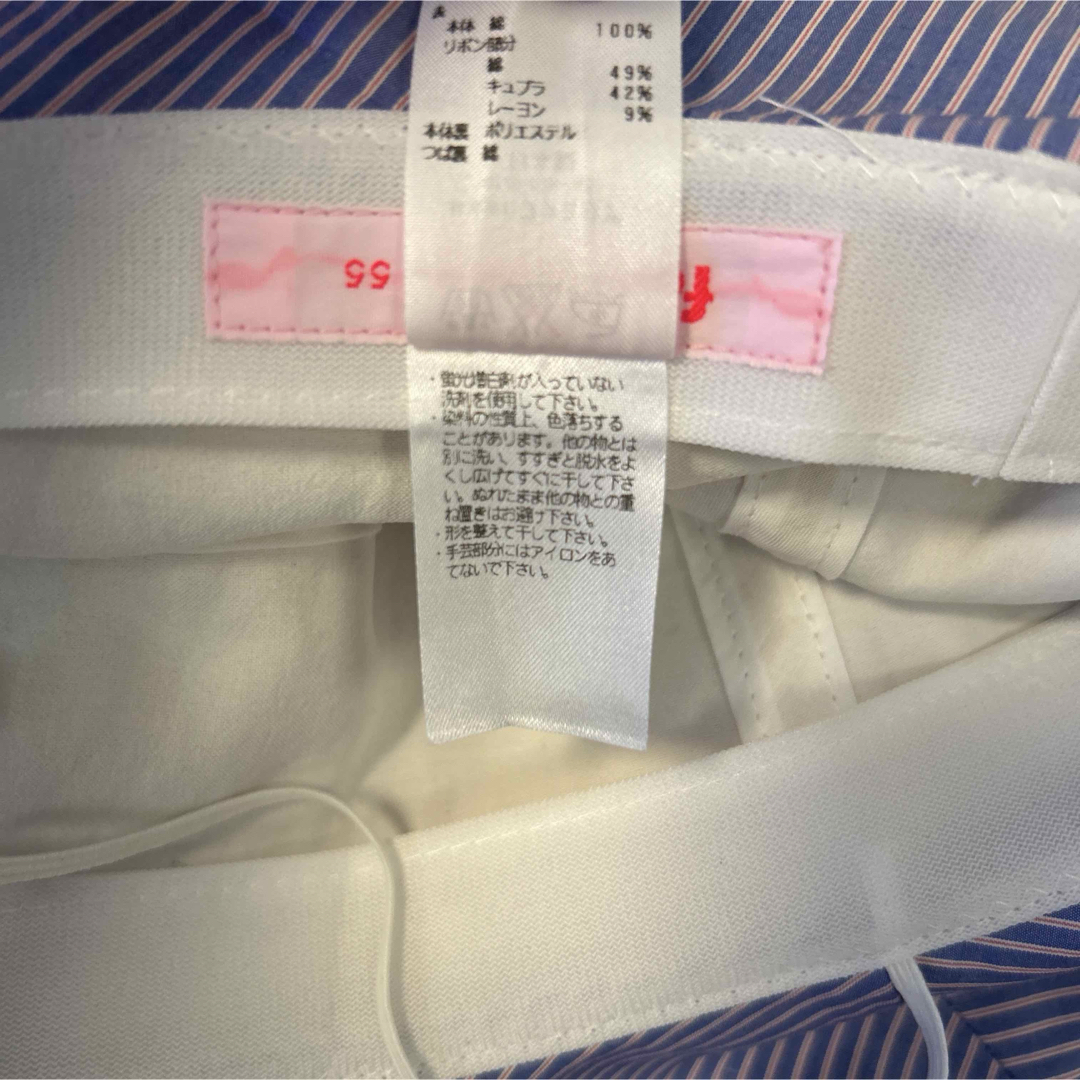 表
本体 綿 100%
リボン部分
綿 49%
キュプラ 42%
レーヨン 9%
本体裏 ポリエステル
つば裏 綿
55
・蛍光増白剤が入っていない
洗剤を使用して下さい。
・染料の性質上、色落ちする
ことがあります。他の物とは
別に洗い、すすぎと脱水をよ
くし広げてすぐに干して下さ
い。ぬれたまま他の物との重
ね置きはお避け下さい。
・形を整えて干して下さい。
・手芸部分にはアイロンをあ
てないで下さい。